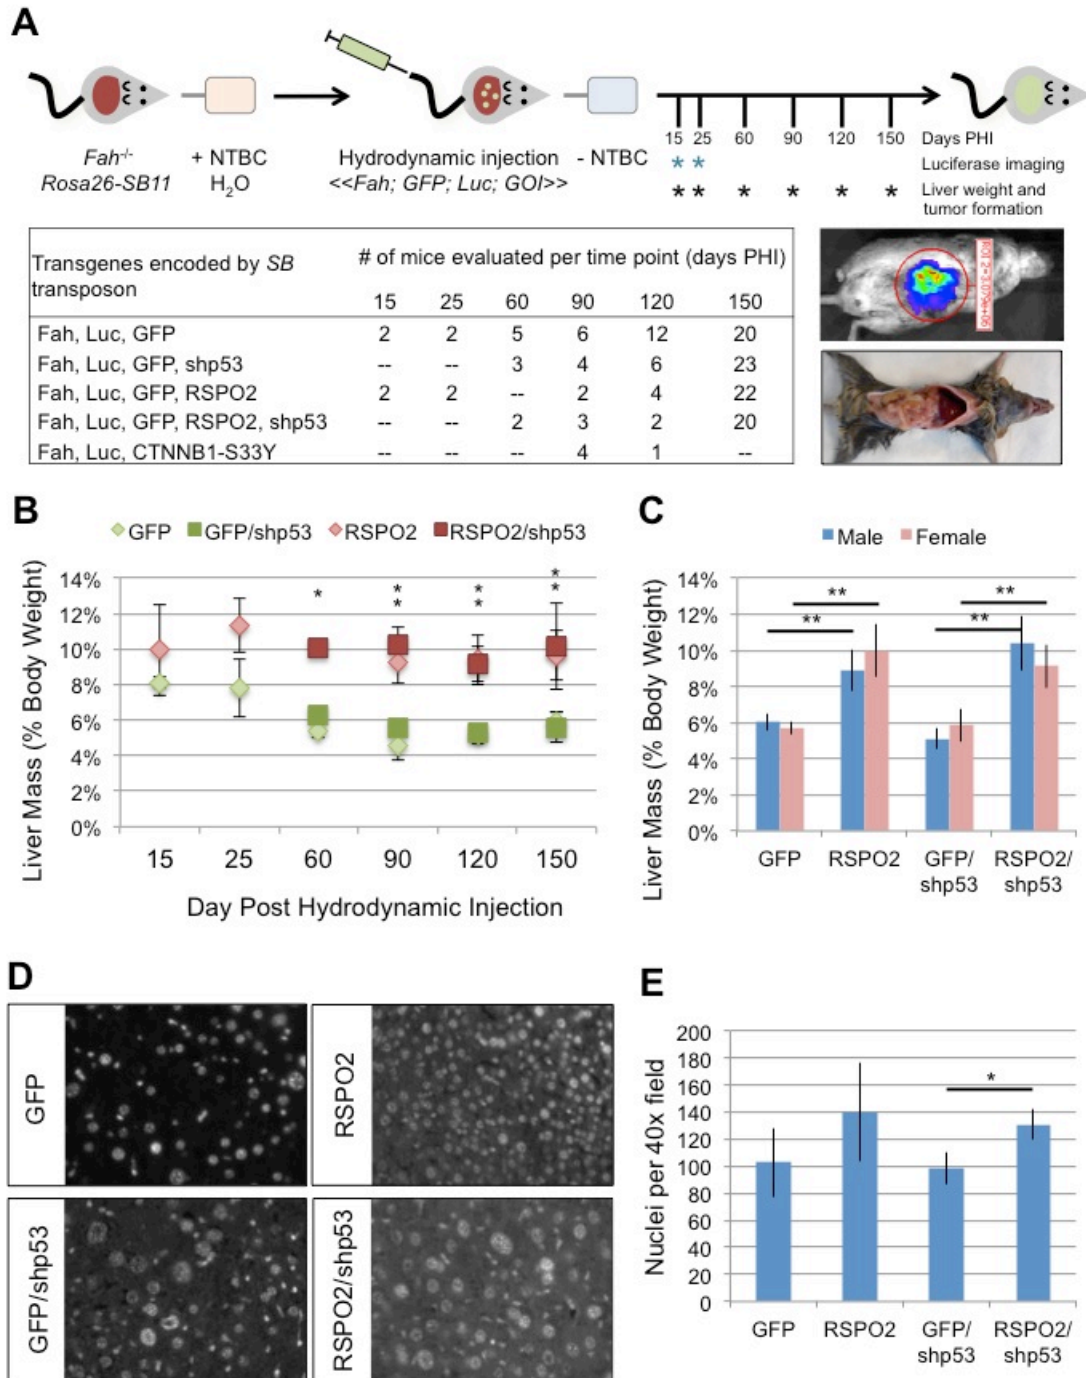 A
Fah-/-
Rosa26-SB11
+ NTBC
H2O
Hydrodynamic injection
<<Fah; GFP; Luc; GOI>>
- NTBC
15 25 60 90 120 150 Days PHI
* * Luciferase imaging
* * * * * * Liver weight and
tumor formation
Transgenes encoded by SB
transposon
# of mice evaluated per time point (days PHI)
15 25 60 90 120 150
Fah, Luc, GFP 2 2 5 6 12 20
Fah, Luc, GFP, shp53 -- -- 3 4 6 23
Fah, Luc, GFP, RSPO2 2 2 -- 2 4 22
Fah, Luc, GFP, RSPO2, shp53 -- -- 2 3 2 20
Fah, Luc, CTNNB1-S33Y -- -- -- 4 1 --
ROI 2=3.079e+06
B
GFP GFP/shp53 RSPO2 RSPO2/shp53
Liver Mass (% Body Weight)
14%
12%
10%
8%
6%
4%
2%
0%
* ** ** **
15 25 60 90 120 150
Day Post Hydrodynamic Injection
C
Male Female
Liver Mass (% Body Weight)
14%
12%
10%
8%
6%
4%
2%
0%
** **
** **
GFP RSPO2 GFP/ RSPO2/
shp53 shp53
D
GFP
RSPO2
GFP/shp53
RSPO2/shp53
E
Nuclei per 40x field
200
180
160
140
120
100
80
60
40
20
0
*
GFP RSPO2 GFP/ RSPO2/
shp53 shp53